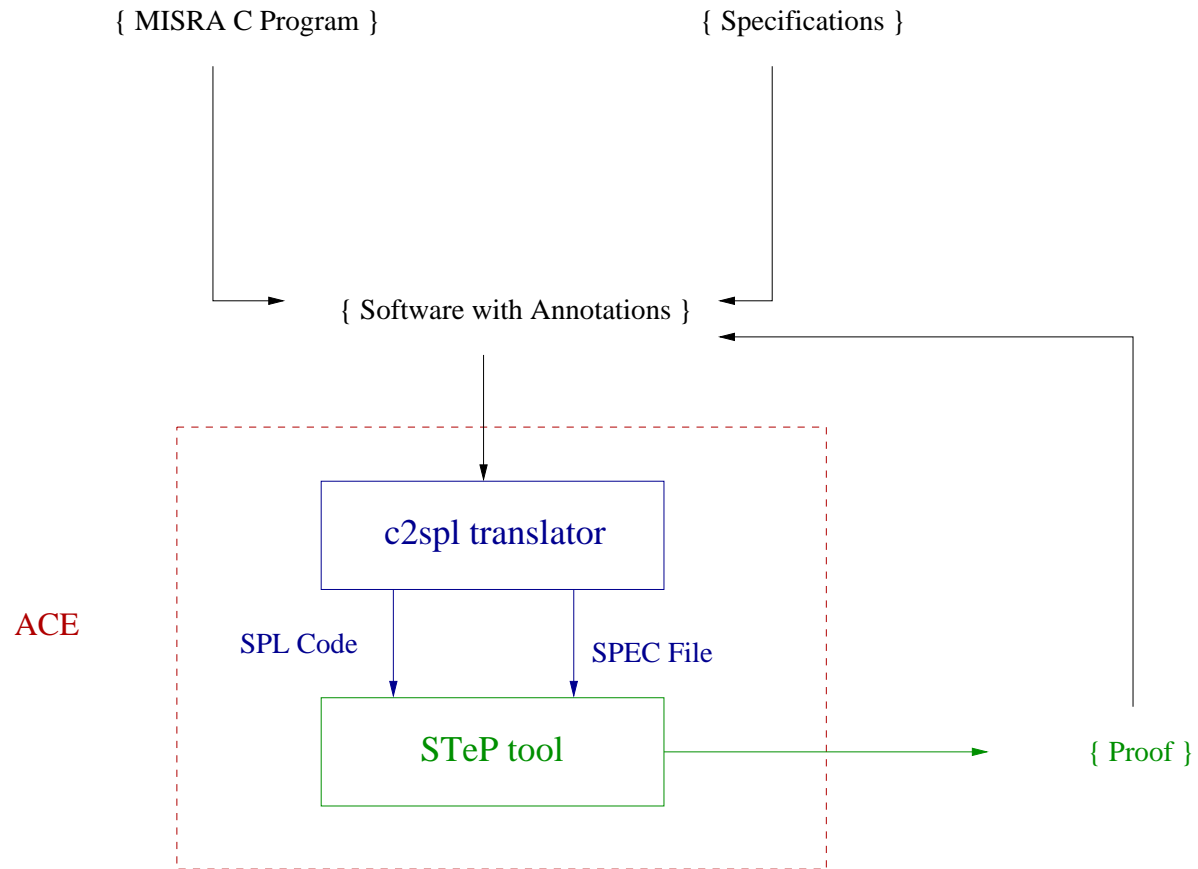 { MISRA C Program }
{ Specifications }
{ Software with Annotations }
c2spl translator
ACE
SPL Code
SPEC File
STeP tool
{ Proof }